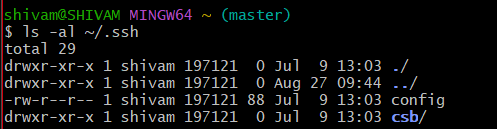 shivam@SHIVAM MINGW64 ~ (master)
$ ls -al ~/.ssh
total 29
drwxr-xr-x 1 shivam 197121  0 Jul  9 13:03 ./
drwxr-xr-x 1 shivam 197121  0 Aug 27 09:44 ../
-rw-r--r-- 1 shivam 197121 88 Jul  9 13:03 config
drwxr-xr-x 1 shivam 197121  0 Jul  9 13:03 csb/